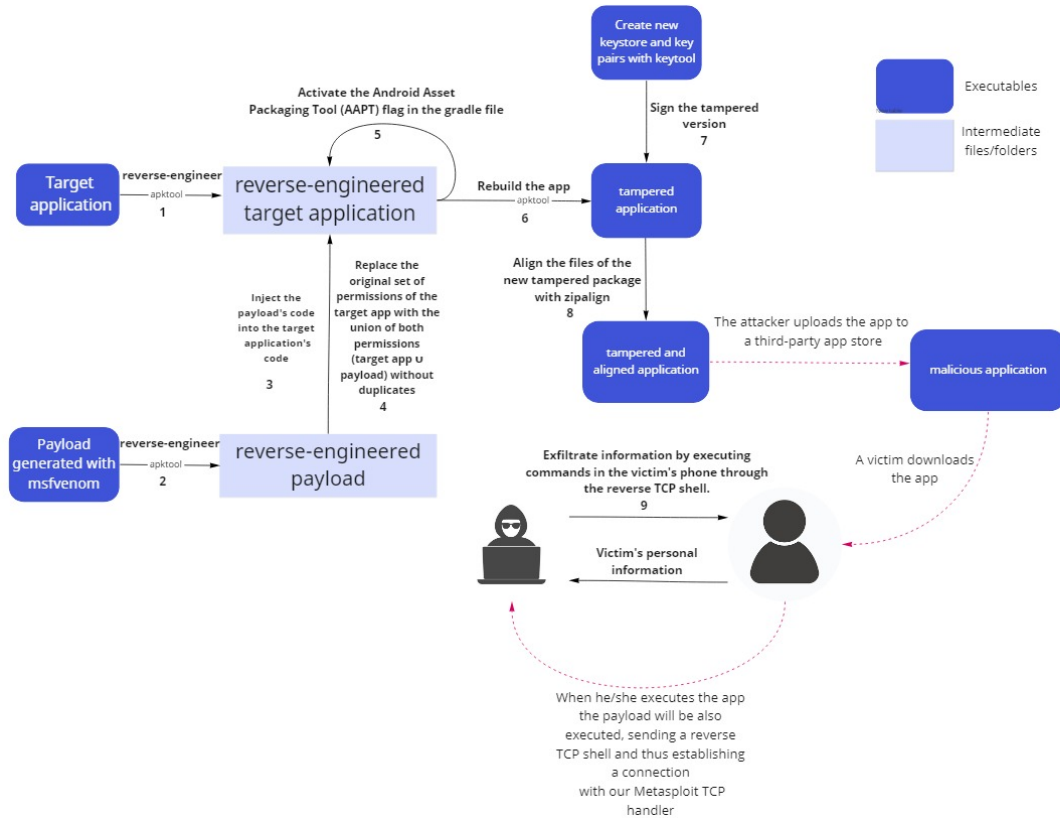 Create new
keystore and key
pairs with keytool
Executables
Intermediate
files/folders
Activate the Android Asset
Packaging Tool (AAPT) flag in the gradle file
5
Sign the tampered
version
7
Target
application
reverse-engineer
apktool
1
reverse-engineered
target application
Rebuild the app
apktool
6
tampered
application
Inject the
payload's code
into the target
application's
code
3
Replace the
original set of
permissions of the
target app with the
union of both
permissions
(target app ∪
payload) without
duplicates
4
Align the files of the
new tampered package
with zipalign
8
The attacker uploads the app to
a third-party app store
tampered and
aligned application
malicious application
Payload
generated with
msfvenom
reverse-engineer
apktool
2
reverse-engineered
payload
Exfiltrate information by executing
commands in the victim's phone through
the reverse TCP shell.
9
A victim downloads
the app
Victim's personal
information
When he/she executes the app
the payload will be also
executed, sending a reverse
TCP shell and thus establishing
a connection
with our Metasploit TCP
handler